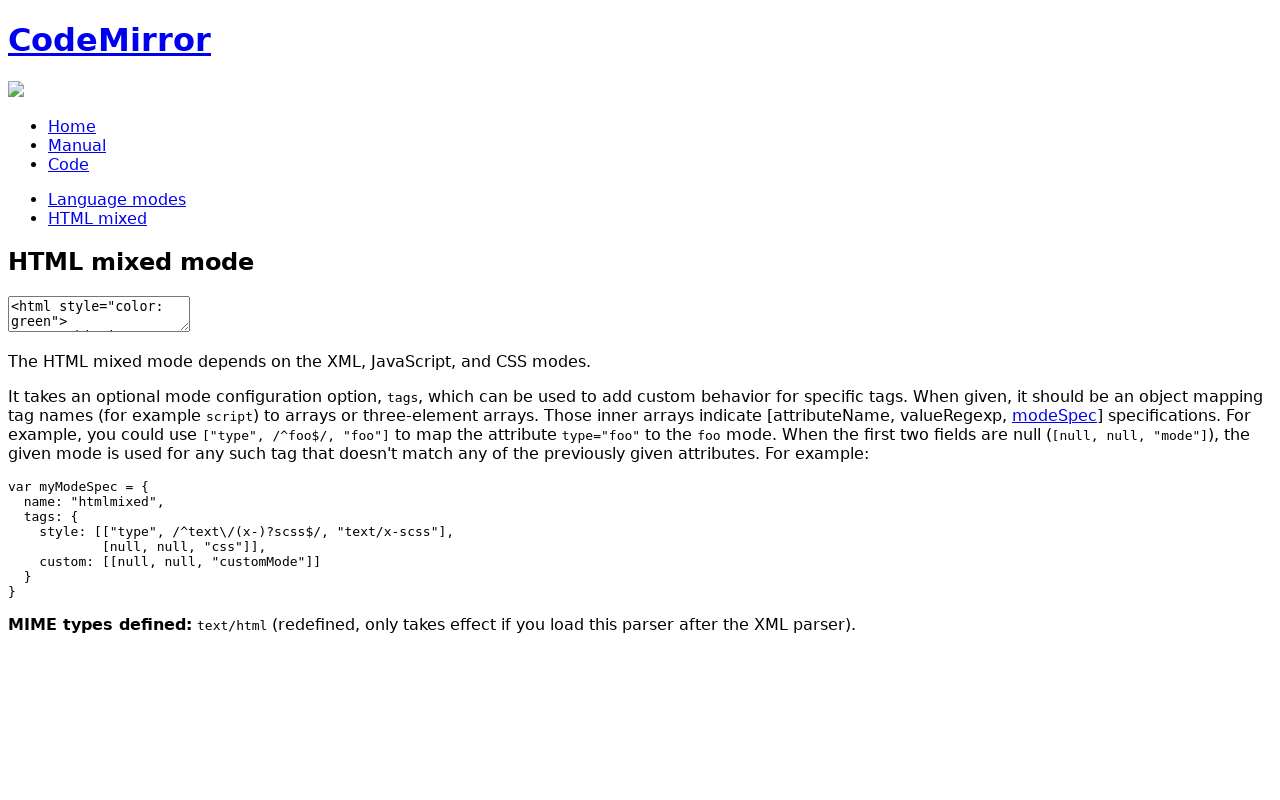 CodeMirror
Home
Manual
Code
Language modes
HTML mixed
HTML mixed mode
<html style="color:
green">
The HTML mixed mode depends on the XML, JavaScript, and CSS modes.
It takes an optional mode configuration option, tags, which can be used to add custom behavior for specific tags. When given, it should be an object mapping
tag names (for example script) to arrays or three-element arrays. Those inner arrays indicate [attributeName, valueRegexp, modeSpec] specifications. For
example, you could use ["type", /^foo$/, "foo"] to map the attribute type="foo" to the foo mode. When the first two fields are null ([null, null, "mode"]), the
given mode is used for any such tag that doesn't match any of the previously given attributes. For example:
var myModeSpec = {
  name: "htmlmixed",
  tags: {
    style: [["type", /^text\/(x-)?scss$/, "text/x-scss"],
            [null, null, "css"]],
    custom: [[null, null, "customMode"]]
  }
}
MIME types defined: text/html (redefined, only takes effect if you load this parser after the XML parser).